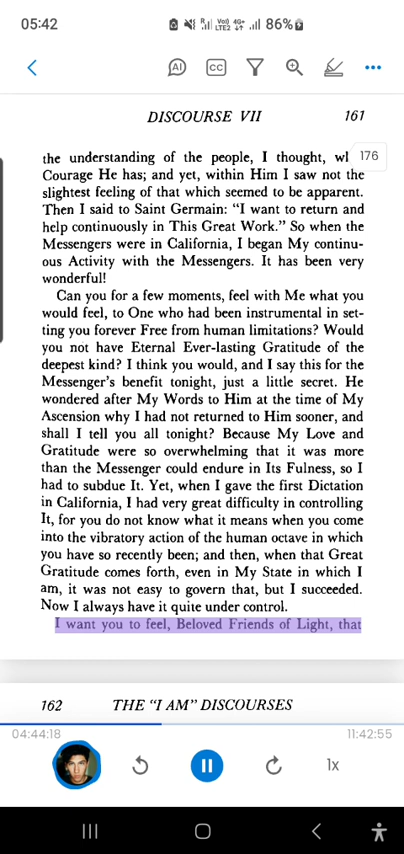 05:42
Vo)) 4G+ LTE2 86%
AI CC
DISCOURSE VII 161
176
the understanding of the people, I thought,
Courage He has; and yet, within Him I saw not the
slightest feeling of that which seemed to be apparent.
Then I said to Saint Germain: “I want to return and
help continuously in This Great Work.” So when the
Messengers were in California, I began My continu-
ous Activity with the Messengers. It has been very
wonderful!
Can you for a few moments, feel with Me what you
would feel, to One who had been instrumental in set-
ting you forever Free from human limitations? Would
you not have Eternal Ever-lasting Gratitude of the
deepest kind? I think you would, and I say this for the
Messenger’s benefit tonight, just a little secret. He
wondered after My Words to Him at the time of My
Ascension why I had not returned to Him sooner, and
shall I tell you all tonight? Because My Love and
Gratitude were so overwhelming that it was more
than the Messenger could endure in Its Fulness, so I
had to subdue It. Yet, when I gave the first Dictation
in California, I had very great difficulty in controlling
It, for you do not know what it means when you come
into the vibratory action of the human octave in which
you have so recently been; and then, when that Great
Gratitude comes forth, even in My State in which I
am, it was not easy to govern that, but I succeeded.
Now I always have it quite under control.
I want you to feel, Beloved Friends of Light, that
162 THE “I AM” DISCOURSES
04:44:18 11:42:55
1x